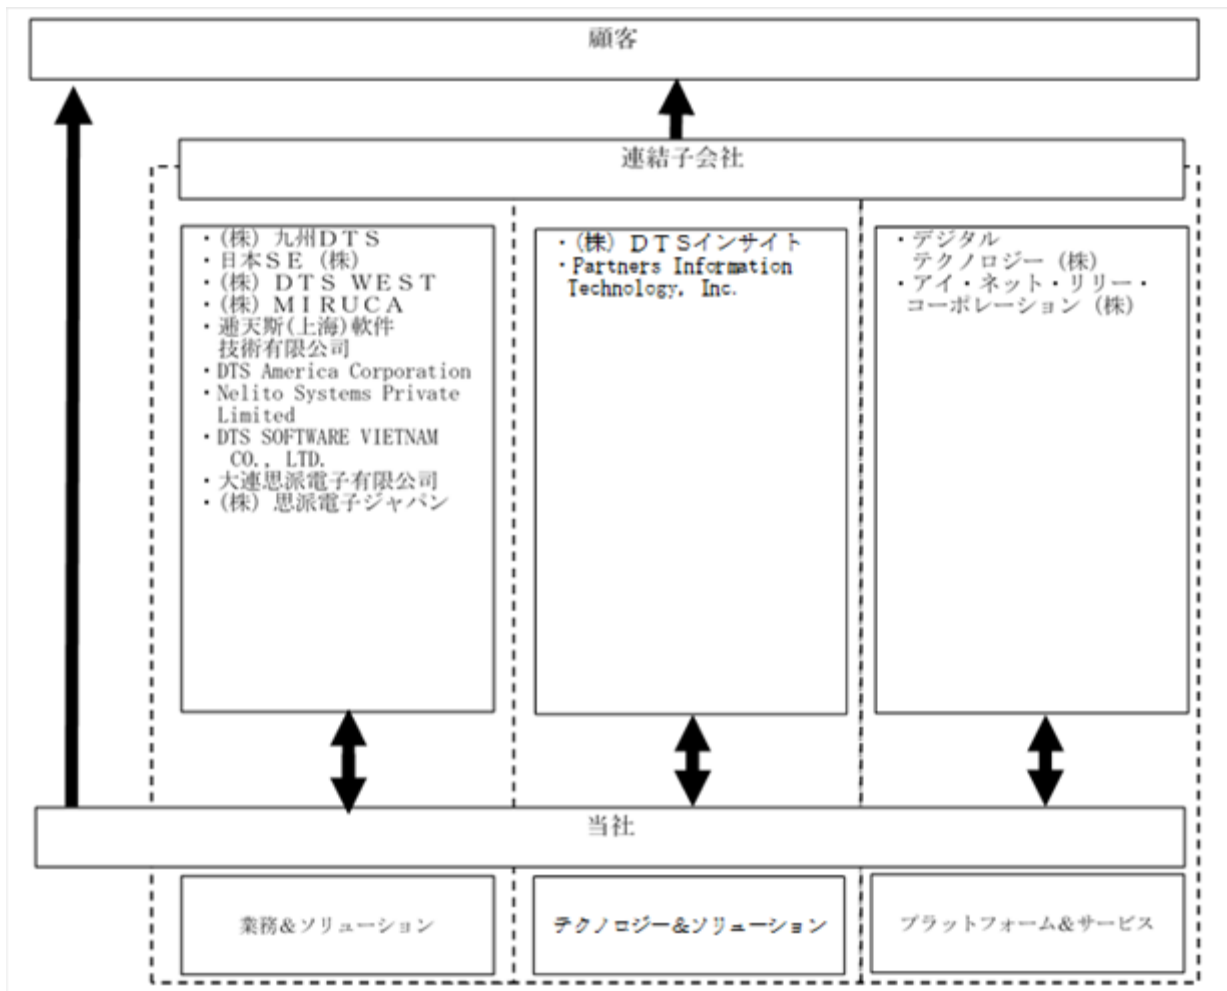 顧客
連結子会社
・(株) 九州DTS
・日本SE (株)
・(株) DTS WEST
・(株) MIRUCA
・逓天斯(上海)軟件
技術有限公司
・DTS America Corporation
・Nelito Systems Private
Limited
・DTS SOFTWARE VIETNAM
CO., LTD.
・大連思派電子有限公司
・(株) 思派電子ジャパン
・(株) DTSインサイト
・Partners Information
Technology, Inc.
・デジタル
テクノロジー (株)
・アイ・ネット・リリー・
コーポレーション (株)
当社
業務&ソリューション
テクノロジー&ソリューション
プラットフォーム&サービス